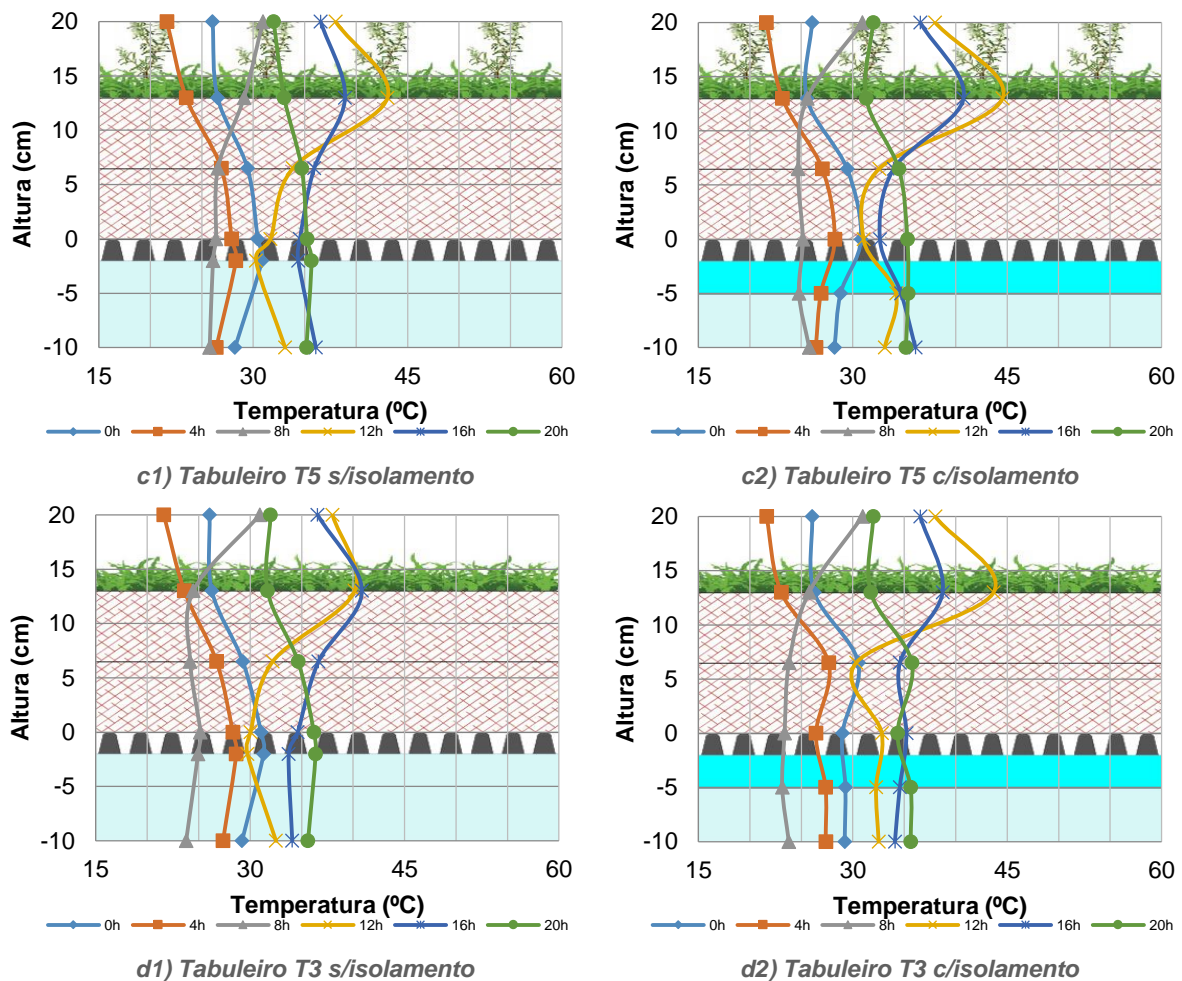 Altura (cm)
20
15
10
5
0
-5
-10
15 30 45 60
Temperatura (ºC)
0h 4h 8h 12h 16h 20h
c1) Tabuleiro T5 s/isolamento
Altura (cm)
20
15
10
5
0
-5
-10
15 30 45 60
Temperatura (ºC)
0h 4h 8h 12h 16h 20h
c2) Tabuleiro T5 c/isolamento
Altura (cm)
20
15
10
5
0
-5
-10
15 30 45 60
Temperatura (ºC)
0h 4h 8h 12h 16h 20h
d1) Tabuleiro T3 s/isolamento
Altura (cm)
20
15
10
5
0
-5
-10
15 30 45 60
Temperatura (ºC)
0h 4h 8h 12h 16h 20h
d2) Tabuleiro T3 c/isolamento